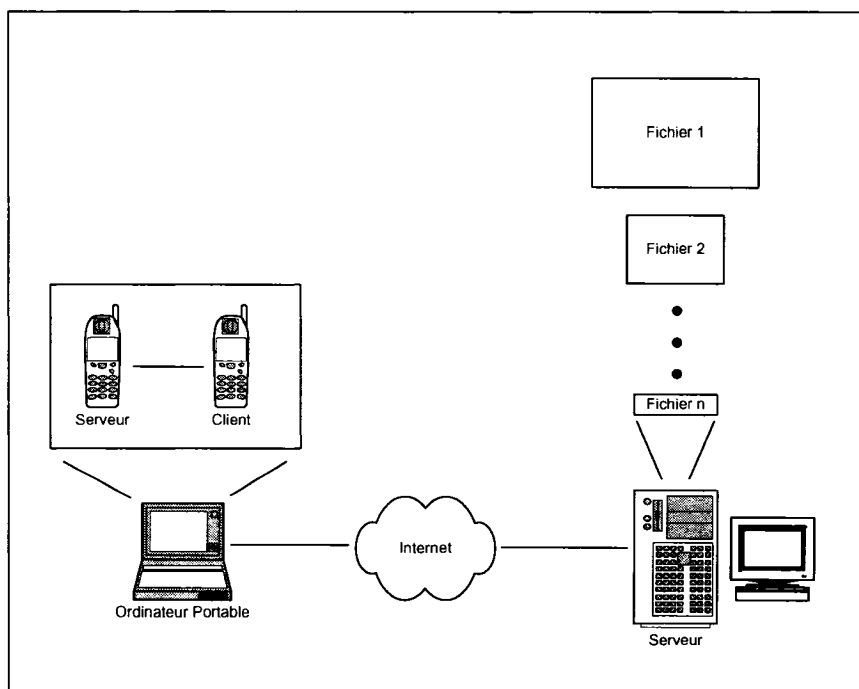 Fichier 1
Fichier 2
Fichier n
Serveur
Client
Internet
Ordinateur Portable
Serveur